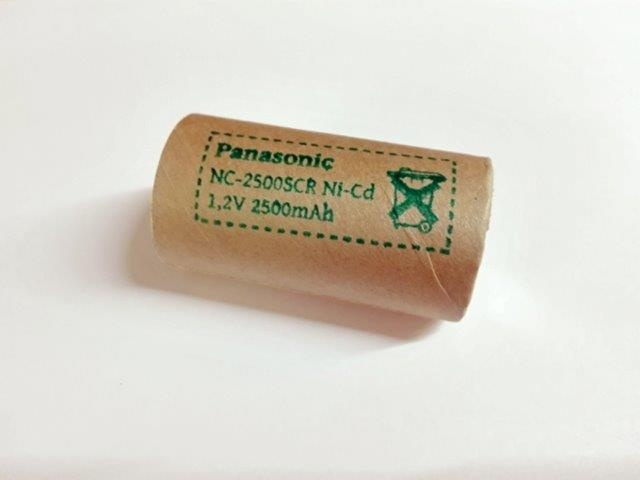 Panasonic
NC-2500SCR Ni-Cd
1,2V 2500mAh